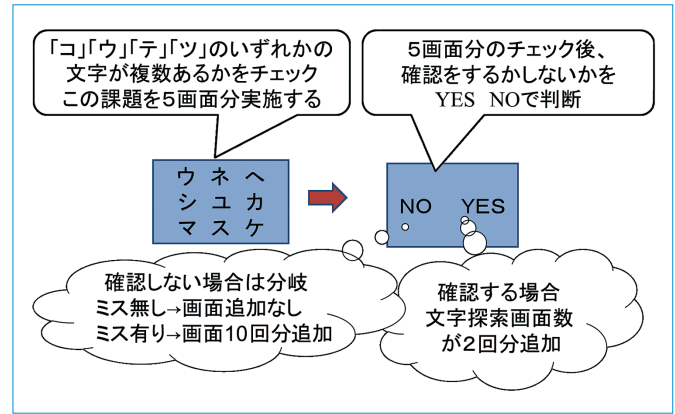 「コ」「ウ」「テ」「ツ」のいずれかの
文字が複数あるかをチェック
この課題を５画面分実施する
５画面分のチェック後、
確認をするかしないかを
YES NOで判断
ウ ネ ヘ
シ ユ カ
マ ス ケ
NO YES
確認しない場合は分岐
ミス無し→画面追加なし
ミス有り→画面10回分追加
確認する場合
文字探索画面数
が２回分追加